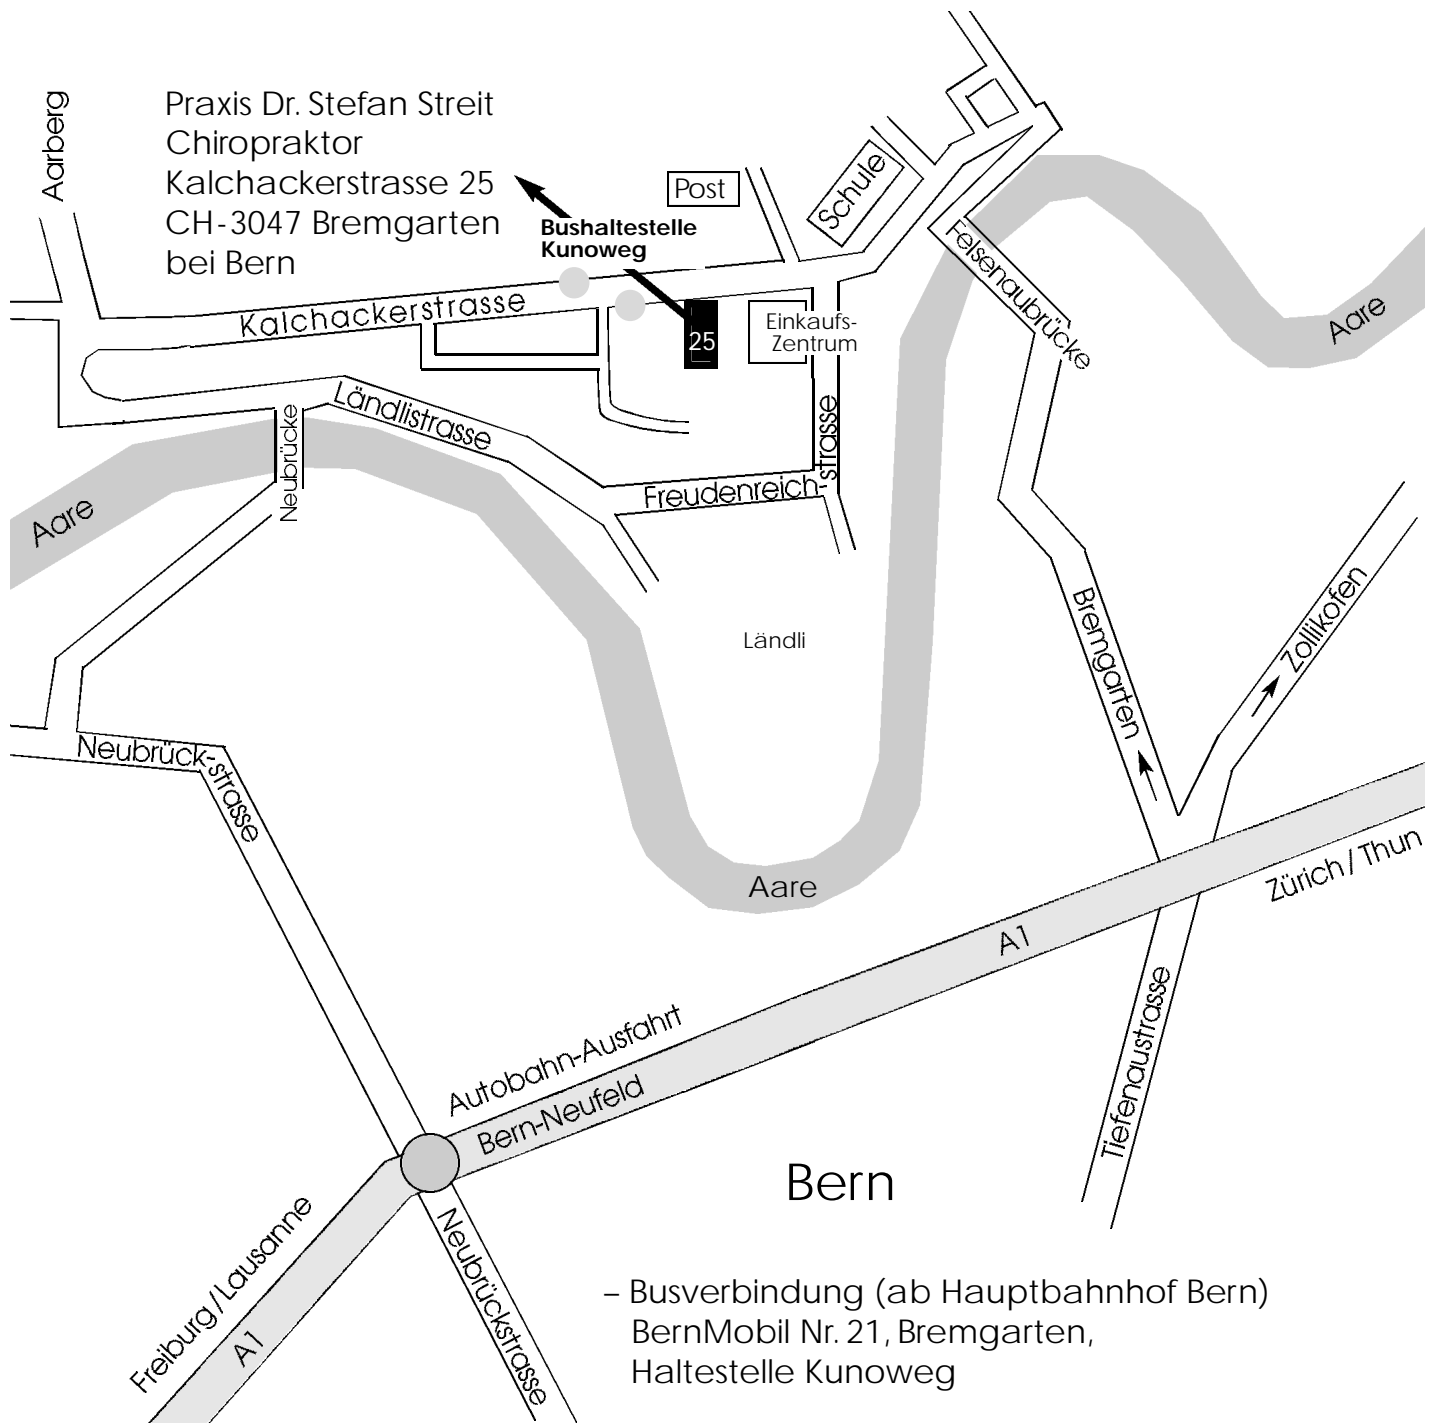 Praxis Dr. Stefan Streit
Chiropraktor
Kalchackerstrasse 25
CH-3047 Bremgarten
bei Bern
Aarberg
Post
Schule
Bushaltestelle
Kunoweg
Felsenaubrücke
Kalchackerstrasse
25
Einkaufs-
Zentrum
Aare
Ländlistrasse
Neubrücke
Freudenreich-strasse
Aare
Ländli
Bremgarten
Zollikofen
Neubrück-strasse
Aare
Zürich / Thun
A1
Autobahn-Ausfahrt
Bern-Neufeld
Tiefenaustrasse
Bern
Freiburg / Lausanne
A1
Neubrückstrasse
– Busverbindung (ab Hauptbahnhof Bern)
BernMobil Nr. 21, Bremgarten,
Haltestelle Kunoweg